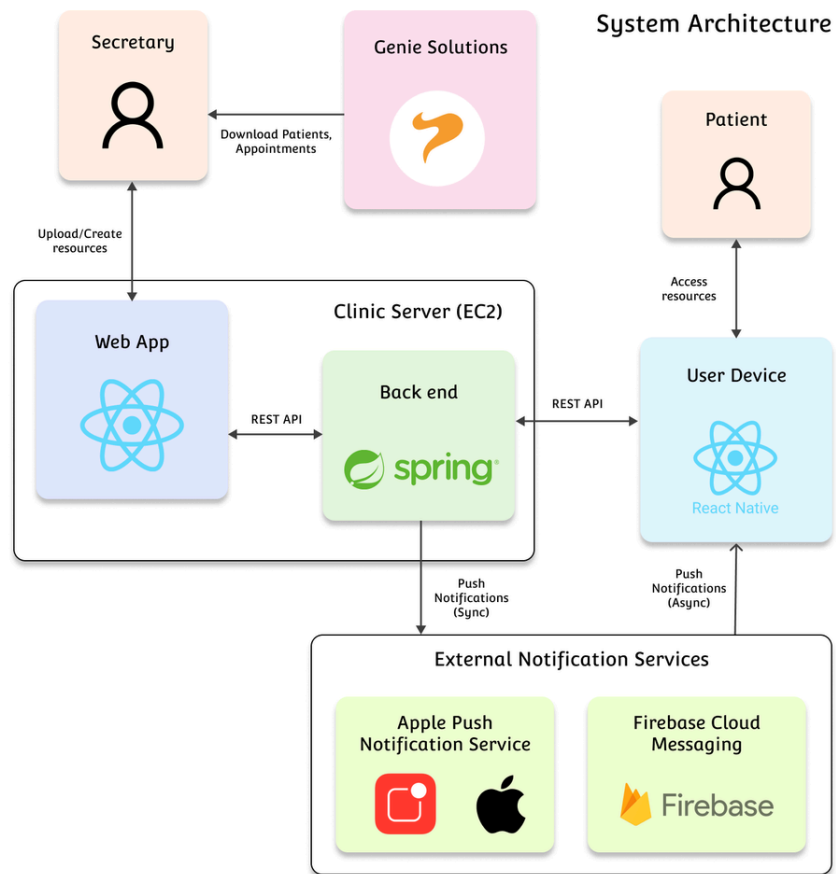 System Architecture
Secretary
Genie Solutions
Download Patients,
Appointments
Patient
Upload/Create
resources
Access
resources
Clinic Server (EC2)
Web App
REST API
Back end
spring
REST API
User Device
React Native
Push
Notifications
(Sync)
Push
Notifications
(Async)
External Notification Services
Apple Push
Notification Service
Firebase Cloud
Messaging
Firebase